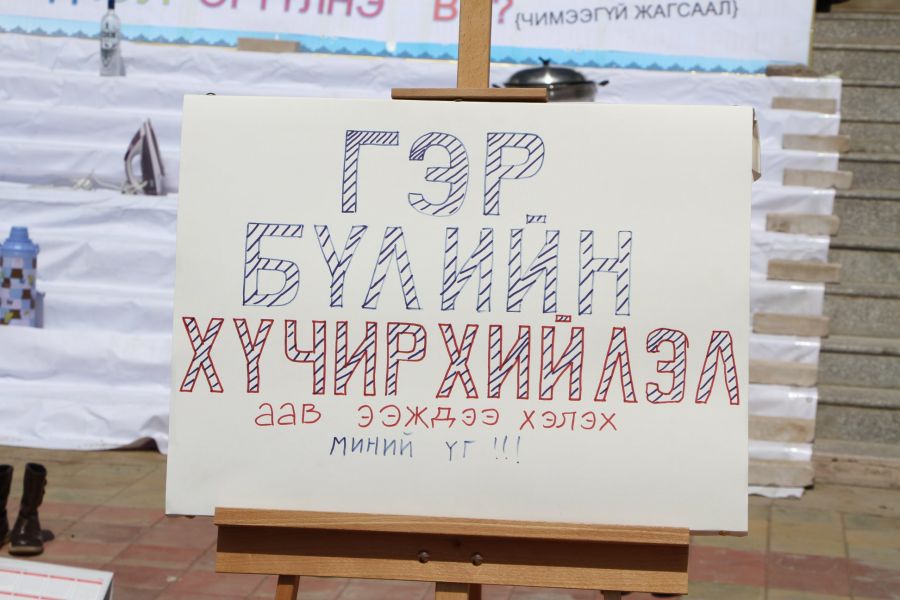 В ?
{ЧИМЭЭГҮЙ ЖАГСААЛ}
ГЭР
БҮЛИЙН
ХҮЧИРХИЙЛЭЛ
аав ээждээ хэлэх
миний үг !!!